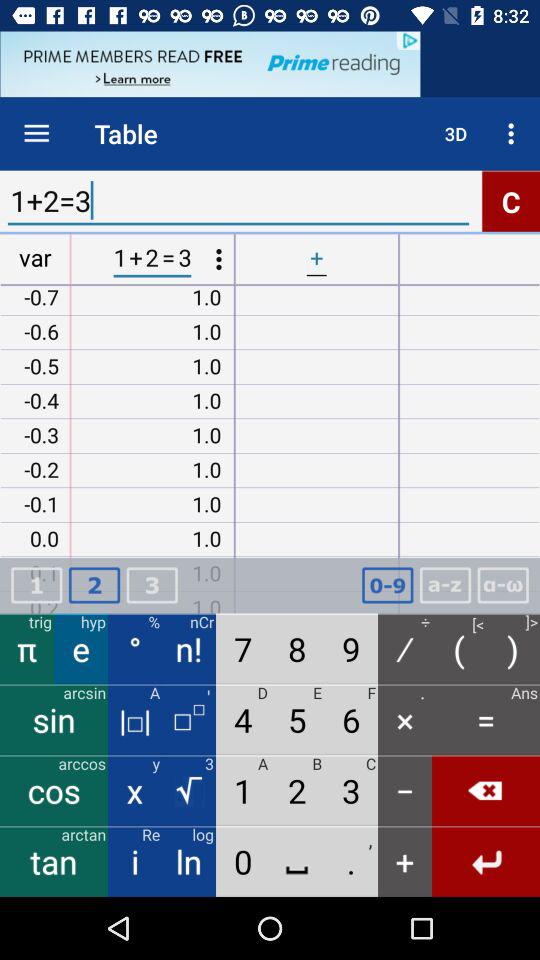 8:32
PRIME MEMBERS READ FREE
>Learn more
Prime reading
Table
3D
1+2=3
C
var 1+2=3 +
-0.7 1.0
-0.6 1.0
-0.5 1.0
-0.4 1.0
-0.3 1.0
-0.2 1.0
-0.1 1.0
0.0 1.0
0.1 1.0
1 2 3 0-9 a-z α-ω
0.2 1.0
trig hyp % nCr ÷ [< ]>
π e ° n! 7 8 9 / ( )
arcsin A ' D E F . Ans
sin |□| □□ 4 5 6 × =
arccos y 3 A B C
cos x √ 1 2 3 −
arctan Re log ,
tan i ln 0 . +